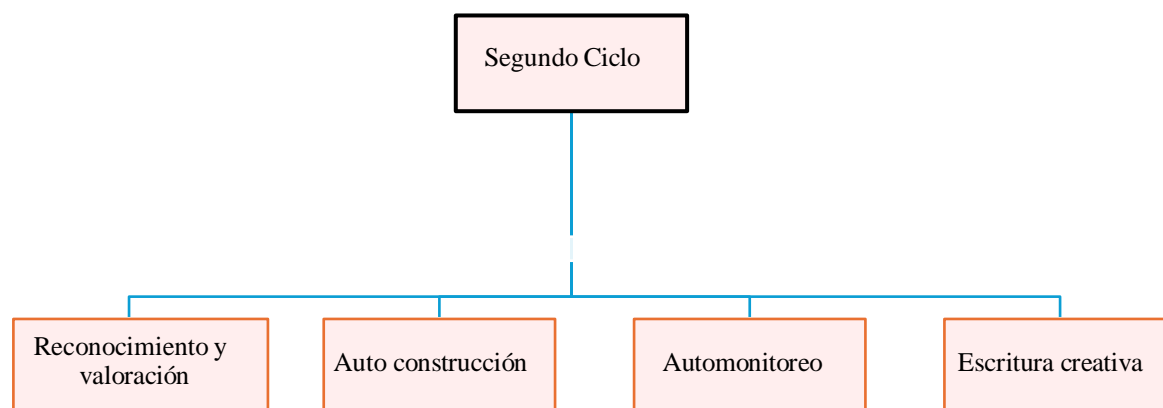 Segundo Ciclo
Reconocimiento y
valoración
Auto construcción
Automonitoreo
Escritura creativa